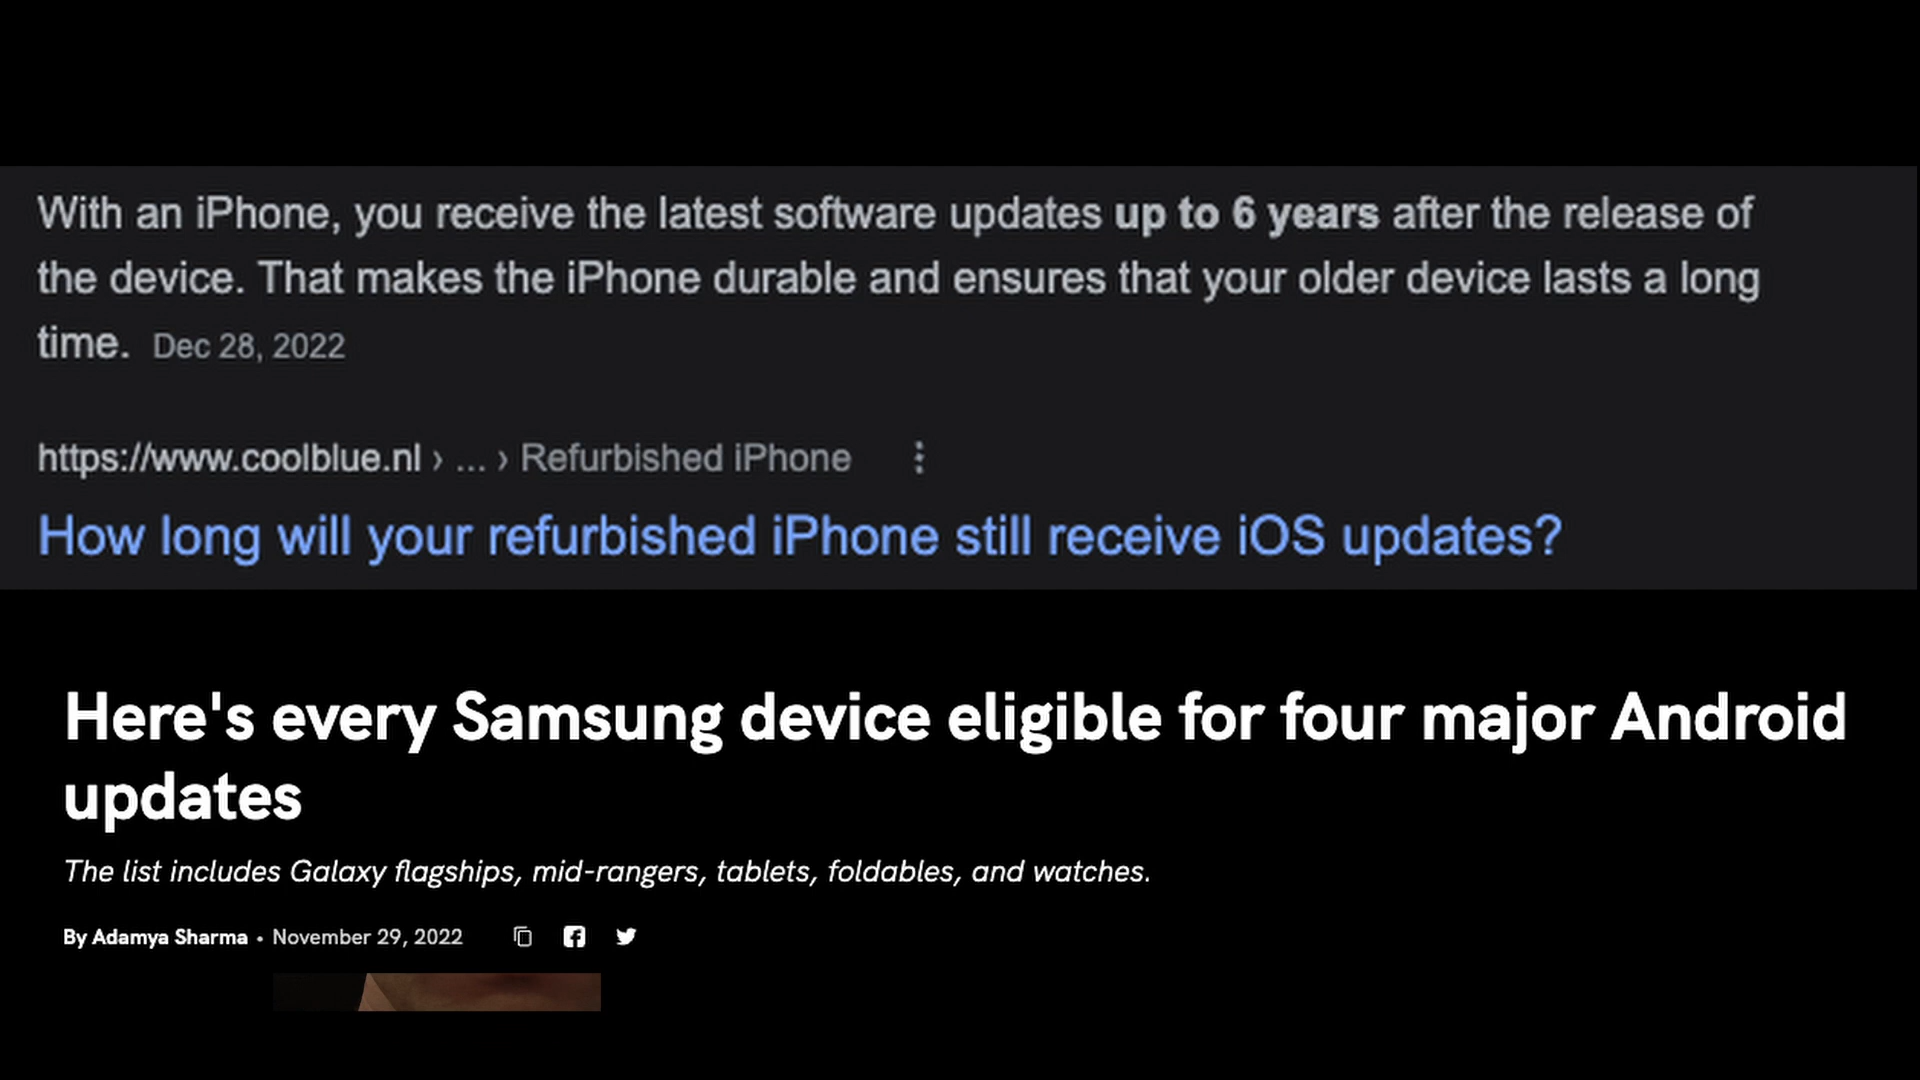 With an iPhone, you receive the latest software updates up to 6 years after the release of
the device. That makes the iPhone durable and ensures that your older device lasts a long
time. Dec 28, 2022
https://www.coolblue.nl › ... › Refurbished iPhone
How long will your refurbished iPhone still receive iOS updates?
Here's every Samsung device eligible for four major Android
updates
The list includes Galaxy flagships, mid-rangers, tablets, foldables, and watches.
By Adamya Sharma • November 29, 2022